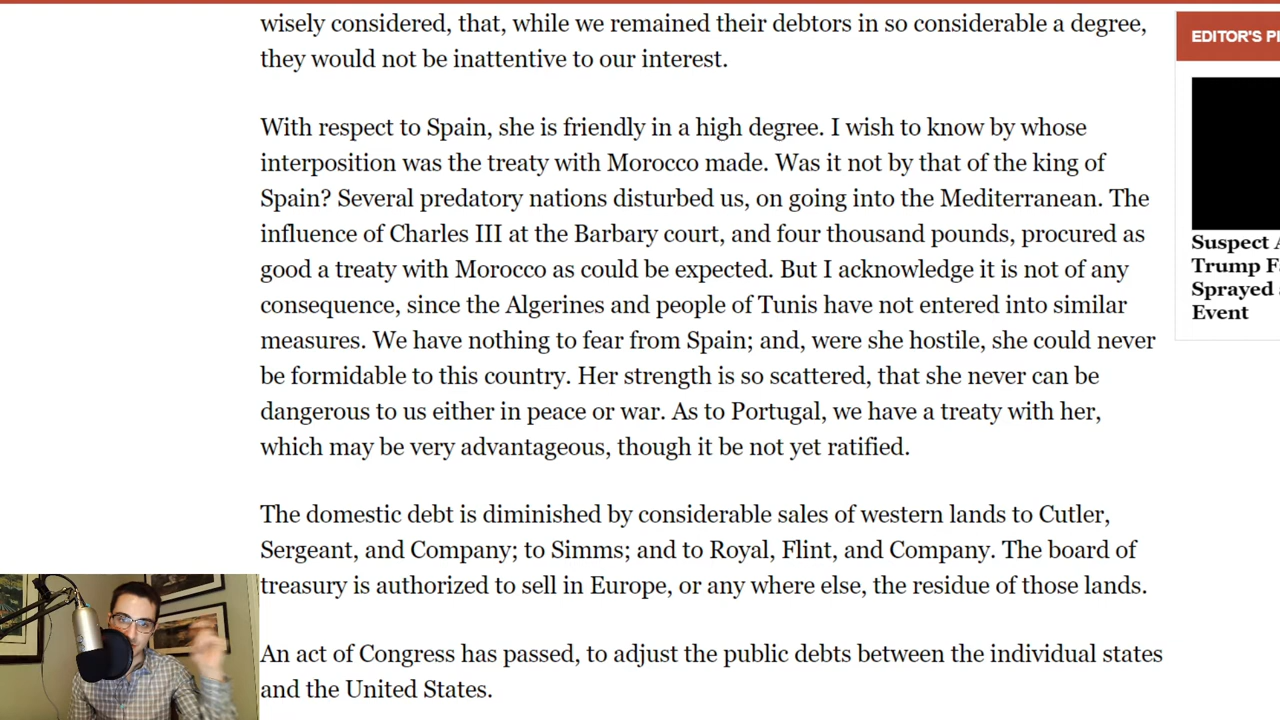 wisely considered, that, while we remained their debtors in so considerable a degree,
they would not be inattentive to our interest.
With respect to Spain, she is friendly in a high degree. I wish to know by whose
interposition was the treaty with Morocco made. Was it not by that of the king of
Spain? Several predatory nations disturbed us, on going into the Mediterranean. The
influence of Charles III at the Barbary court, and four thousand pounds, procured as
good a treaty with Morocco as could be expected. But I acknowledge it is not of any
consequence, since the Algerines and people of Tunis have not entered into similar
measures. We have nothing to fear from Spain; and, were she hostile, she could never
be formidable to this country. Her strength is so scattered, that she never can be
dangerous to us either in peace or war. As to Portugal, we have a treaty with her,
which may be very advantageous, though it be not yet ratified.
The domestic debt is diminished by considerable sales of western lands to Cutler,
Sergeant, and Company; to Simms; and to Royal, Flint, and Company. The board of
treasury is authorized to sell in Europe, or any where else, the residue of those lands.
An act of Congress has passed, to adjust the public debts between the individual states
and the United States.
EDITOR'S
Suspect
Trump
Sprayed
Event